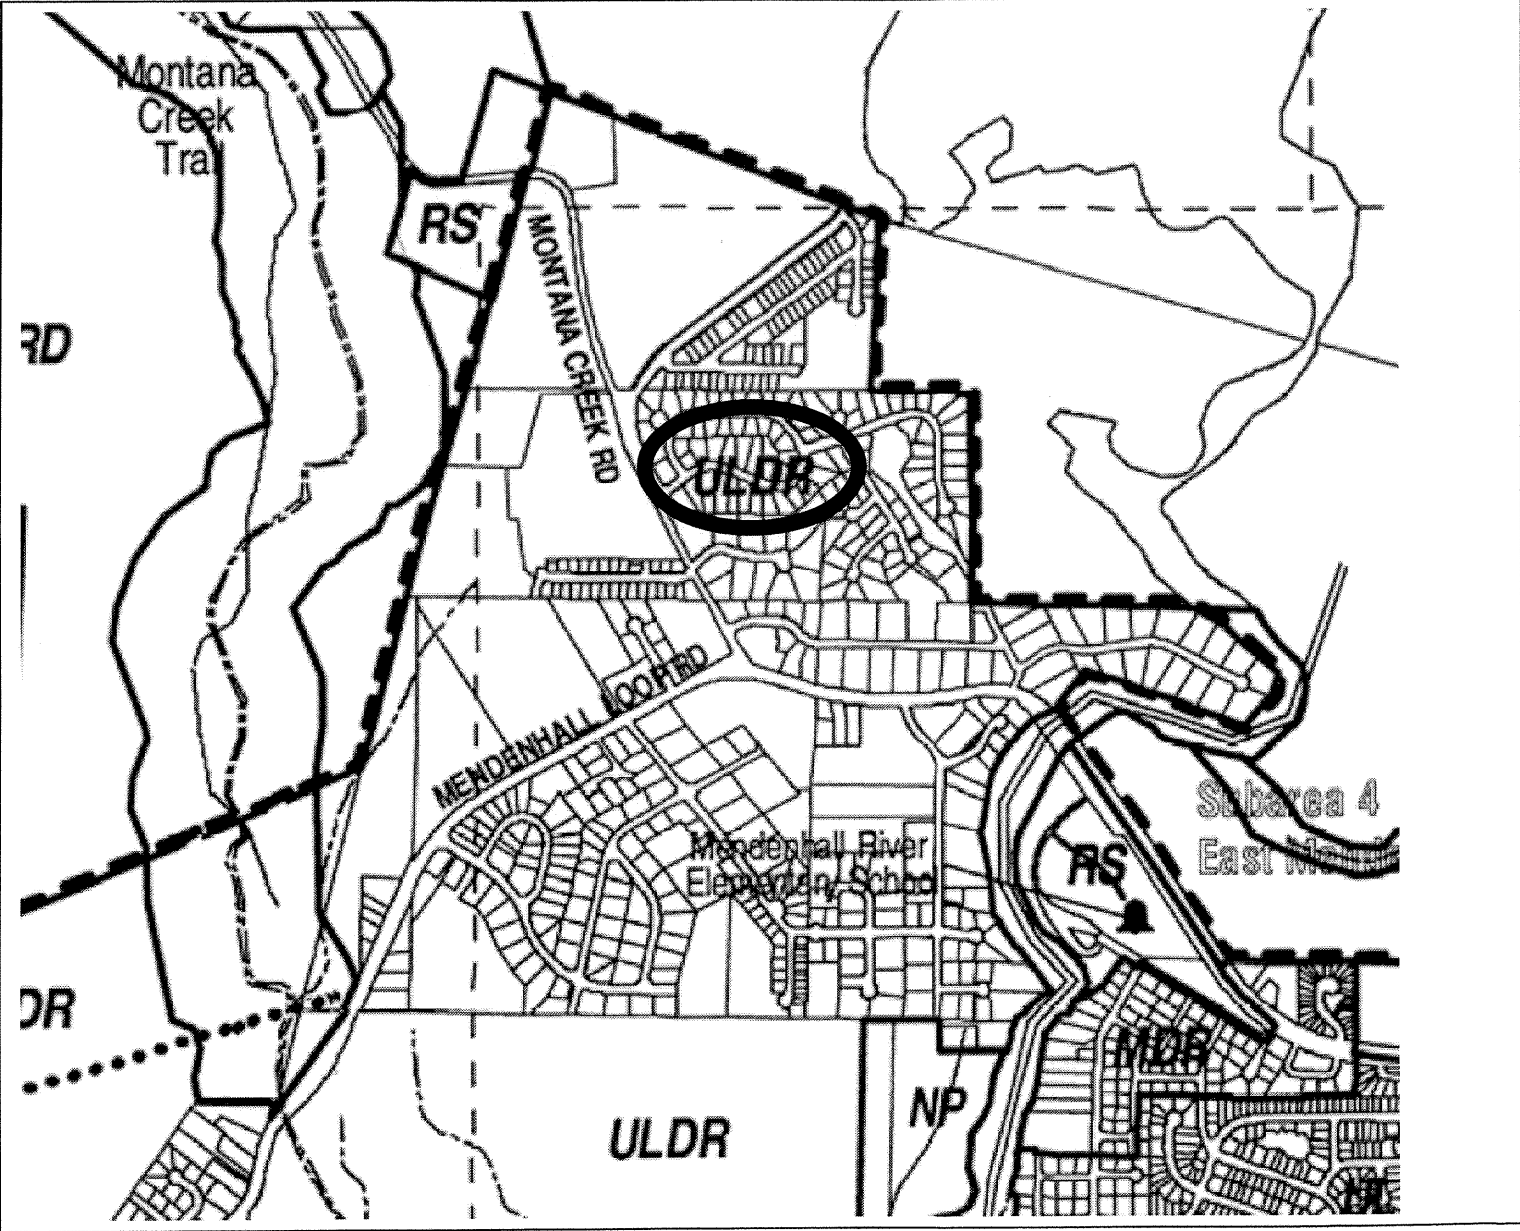 Montana
Creek
Trail
RS
MONTANA CREEK RD
RD
ULDR
MENDENHALL LOOP RD
Subarea 4
East
Mendenhall River
Elementary School
RS
DR
MDR
NP
ULDR